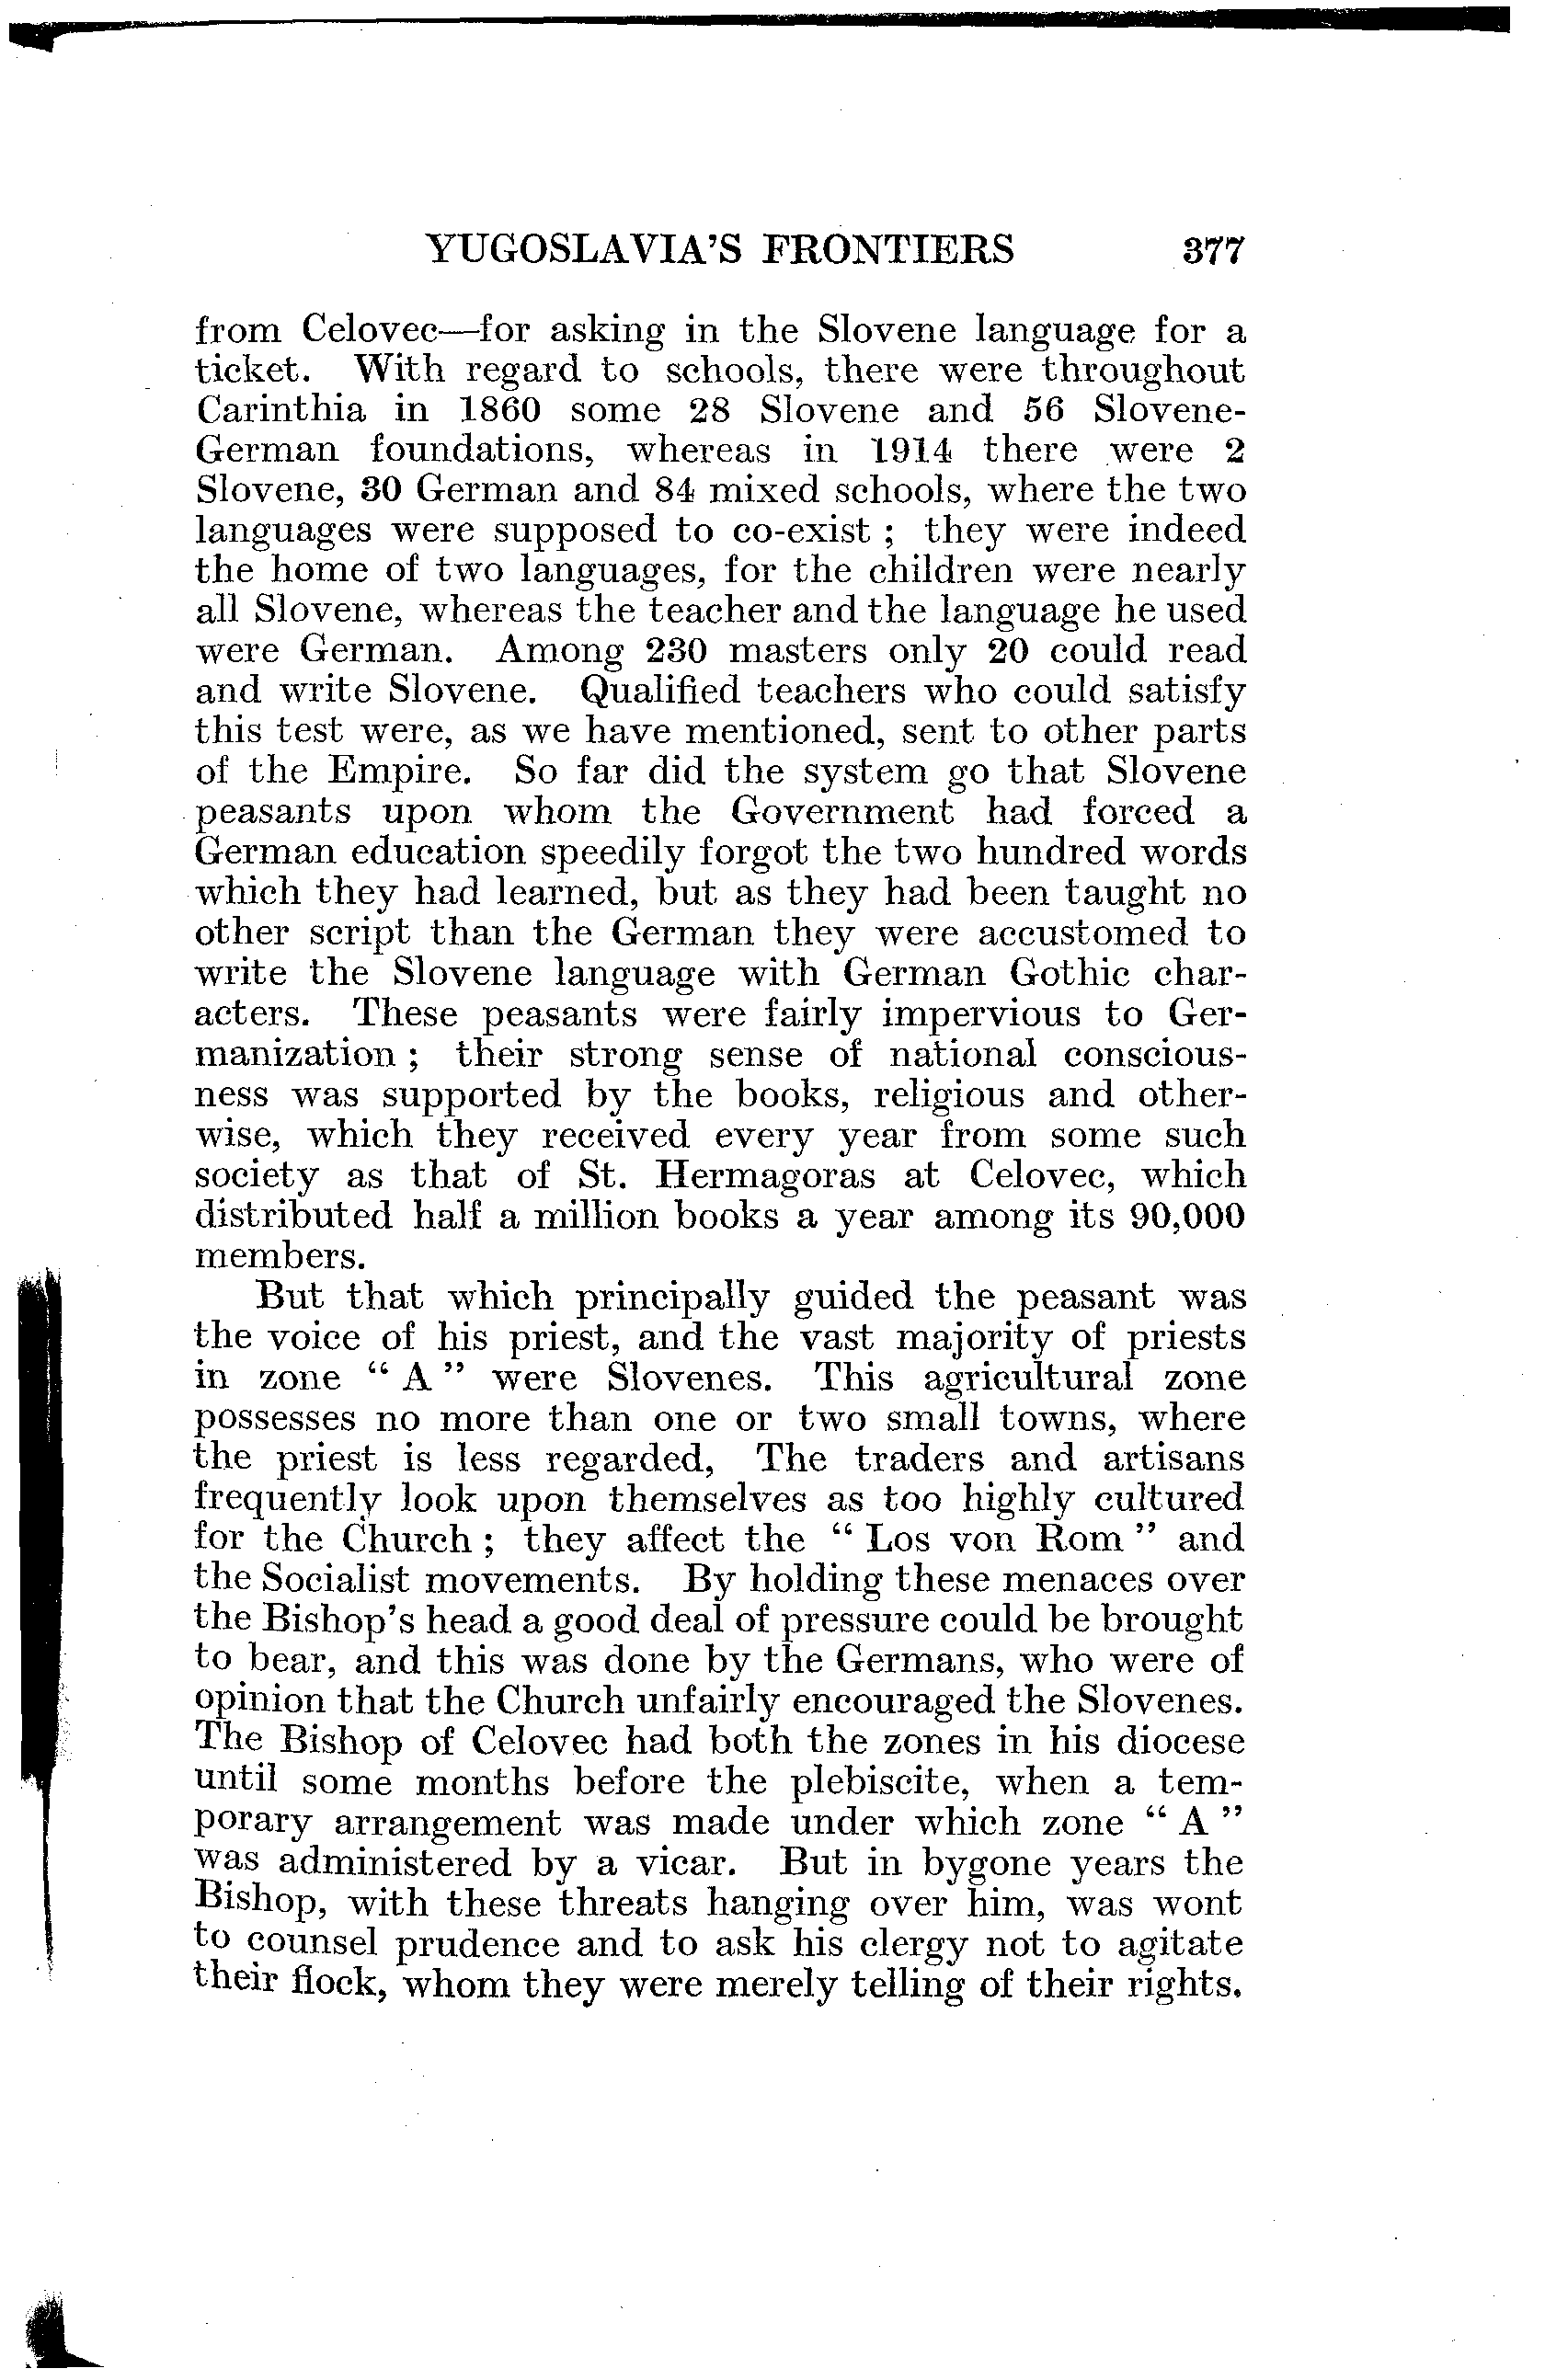 YUGOSLAVIA'S FRONTIERS 377
from Celovec—for asking in the Slovene language for a
ticket. With regard to schools, there were throughout
Carinthia in 1860 some 28 Slovene and 56 Slovene-
German foundations, whereas in 1914 there were 2
Slovene, 30 German and 84 mixed schools, where the two
languages were supposed to co-exist ; they were indeed
the home of two languages, for the children were nearly
all Slovene, whereas the teacher and the language he used
were German. Among 230 masters only 20 could read
and write Slovene. Qualified teachers who could satisfy
this test were, as we have mentioned, sent to other parts
of the Empire. So far did the system go that Slovene
peasants upon whom the Government had forced a
German education speedily forgot the two hundred words
which they had learned, but as they had been taught no
other script than the German they were accustomed to
write the Slovene language with German Gothic char-
acters. These peasants were fairly impervious to Ger-
manization ; their strong sense of national conscious-
ness was supported by the books, religious and other-
wise, which they received every year from some such
society as that of St. Hermagoras at Celovec, which
distributed half a million books a year among its 90,000
members.
But that which principally guided the peasant was
the voice of his priest, and the vast majority of priests
in zone " A " were Slovenes. This agricultural zone
possesses no more than one or two small towns, where
the priest is less regarded, The traders and artisans
frequently look upon themselves as too highly cultured
for the Church ; they affect the " Los von Rom " and
the Socialist movements. By holding these menaces over
the Bishop's head a good deal of pressure could be brought
to bear, and this was done by the Germans, who were of
opinion that the Church unfairly encouraged the Slovenes.
The Bishop of Celovec had both the zones in his diocese
until some months before the plebiscite, when a tem-
porary arrangement was made under which zone " A "
was administered by a vicar. But in bygone years the
Bishop, with these threats hanging over him, was wont
to counsel prudence and to ask his clergy not to agitate
their flock, whom they were merely telling of their rights.